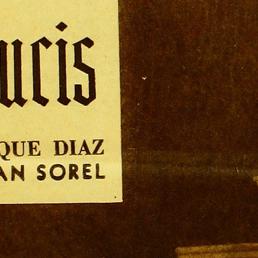 ucis
QUE DIAZ
AN SOREL